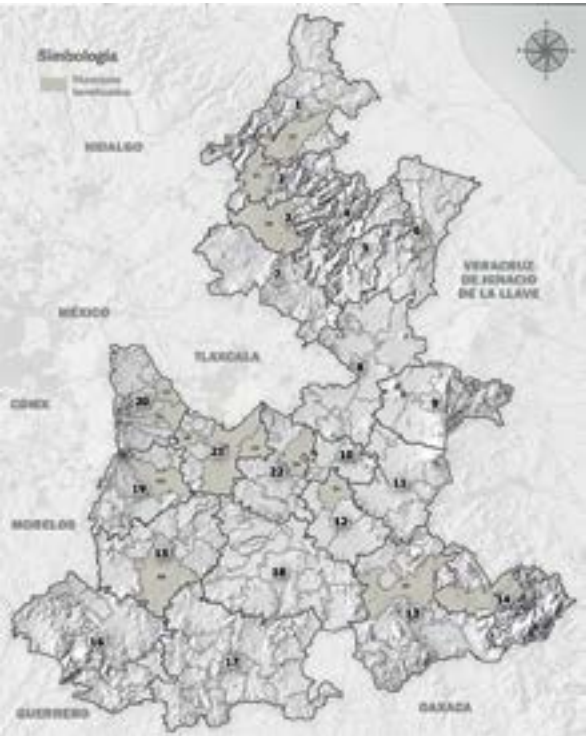 Simbología
HIDALGO
1
2
3
4
5
6
7
VERACRUZ
DE IGNACIO
DE LA LLAVE
MÉXICO
TLAXCALA
8
9
CDMX
20
21
22
10
11
19
12
MORELOS
15
18
13
14
16
17
GUERRERO
OAXACA